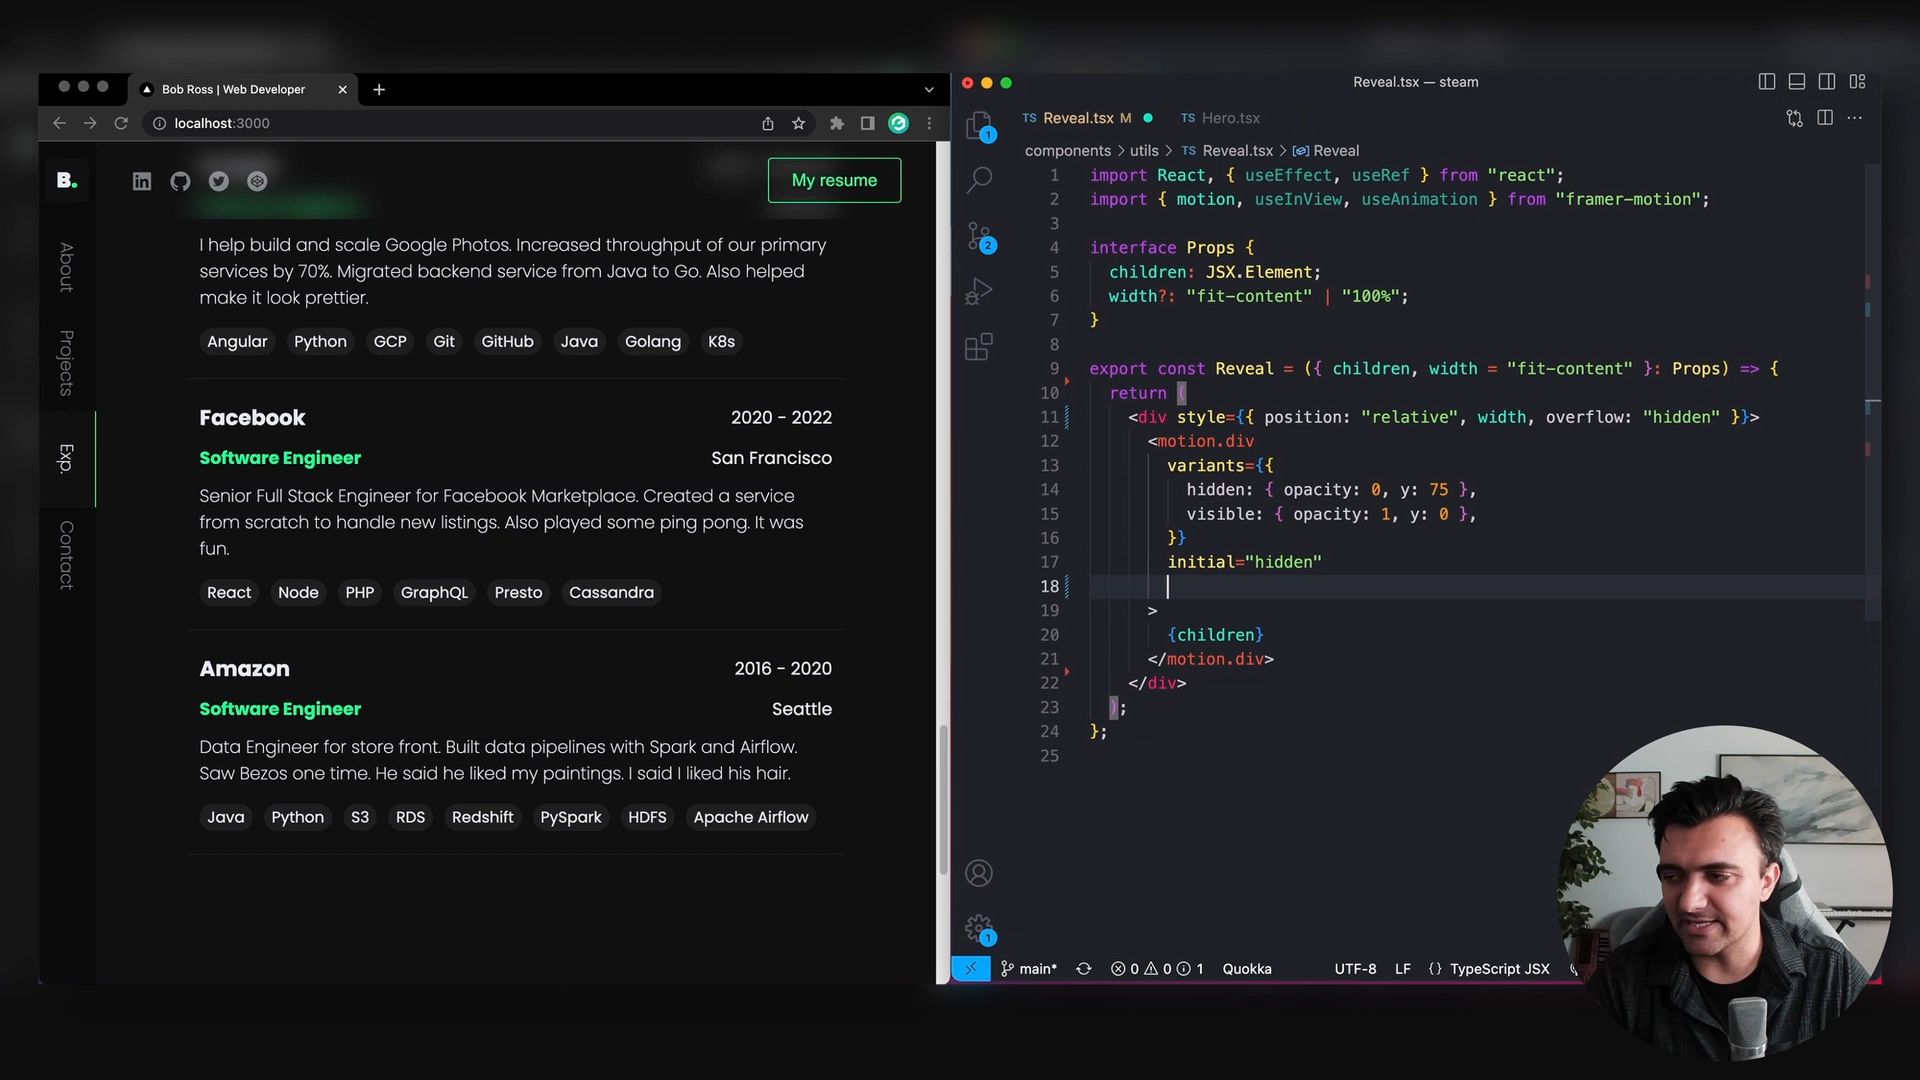 Bob Ross | Web Developer
localhost:3000
B.
My resume
About
Projects
Exp.
Contact
I help build and scale Google Photos. Increased throughput of our primary
services by 70%. Migrated backend service from Java to Go. Also helped
make it look prettier.
Angular Python GCP Git GitHub Java Golang K8s
Facebook 2020 - 2022
Software Engineer San Francisco
Senior Full Stack Engineer for Facebook Marketplace. Created a service
from scratch to handle new listings. Also played some ping pong. It was
fun.
React Node PHP GraphQL Presto Cassandra
Amazon 2016 - 2020
Software Engineer Seattle
Data Engineer for store front. Built data pipelines with Spark and Airflow.
Saw Bezos one time. He said he liked my paintings. I said I liked his hair.
Java Python S3 RDS Redshift PySpark HDFS Apache Airflow
Reveal.tsx — steam
TS Reveal.tsx M TS Hero.tsx
components > utils > TS Reveal.tsx > Reveal
1
2
1
1 import React, { useEffect, useRef } from "react";
2 import { motion, useInView, useAnimation } from "framer-motion";
3
4 interface Props {
5 children: JSX.Element;
6 width?: "fit-content" | "100%";
7 }
8
9 export const Reveal = ({ children, width = "fit-content" }: Props) => {
10 return (
11 <div style={{ position: "relative", width, overflow: "hidden" }}>
12 <motion.div
13 variants={{
14 hidden: { opacity: 0, y: 75 },
15 visible: { opacity: 1, y: 0 },
16 }}
17 initial="hidden"
18
19 >
20 {children}
21 </motion.div>
22 </div>
23 );
24 };
25
main* 0 0 1 Quokka UTF-8 LF {} TypeScript JSX